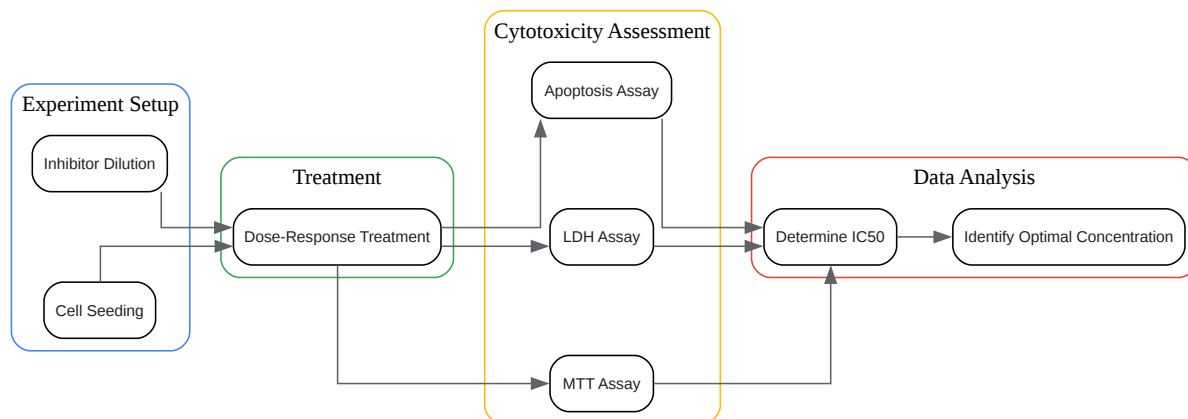 Experiment Setup
Inhibitor Dilution
Cell Seeding
Treatment
Dose-Response Treatment
Cytotoxicity Assessment
Apoptosis Assay
LDH Assay
MTT Assay
Data Analysis
Determine IC50
Identify Optimal Concentration